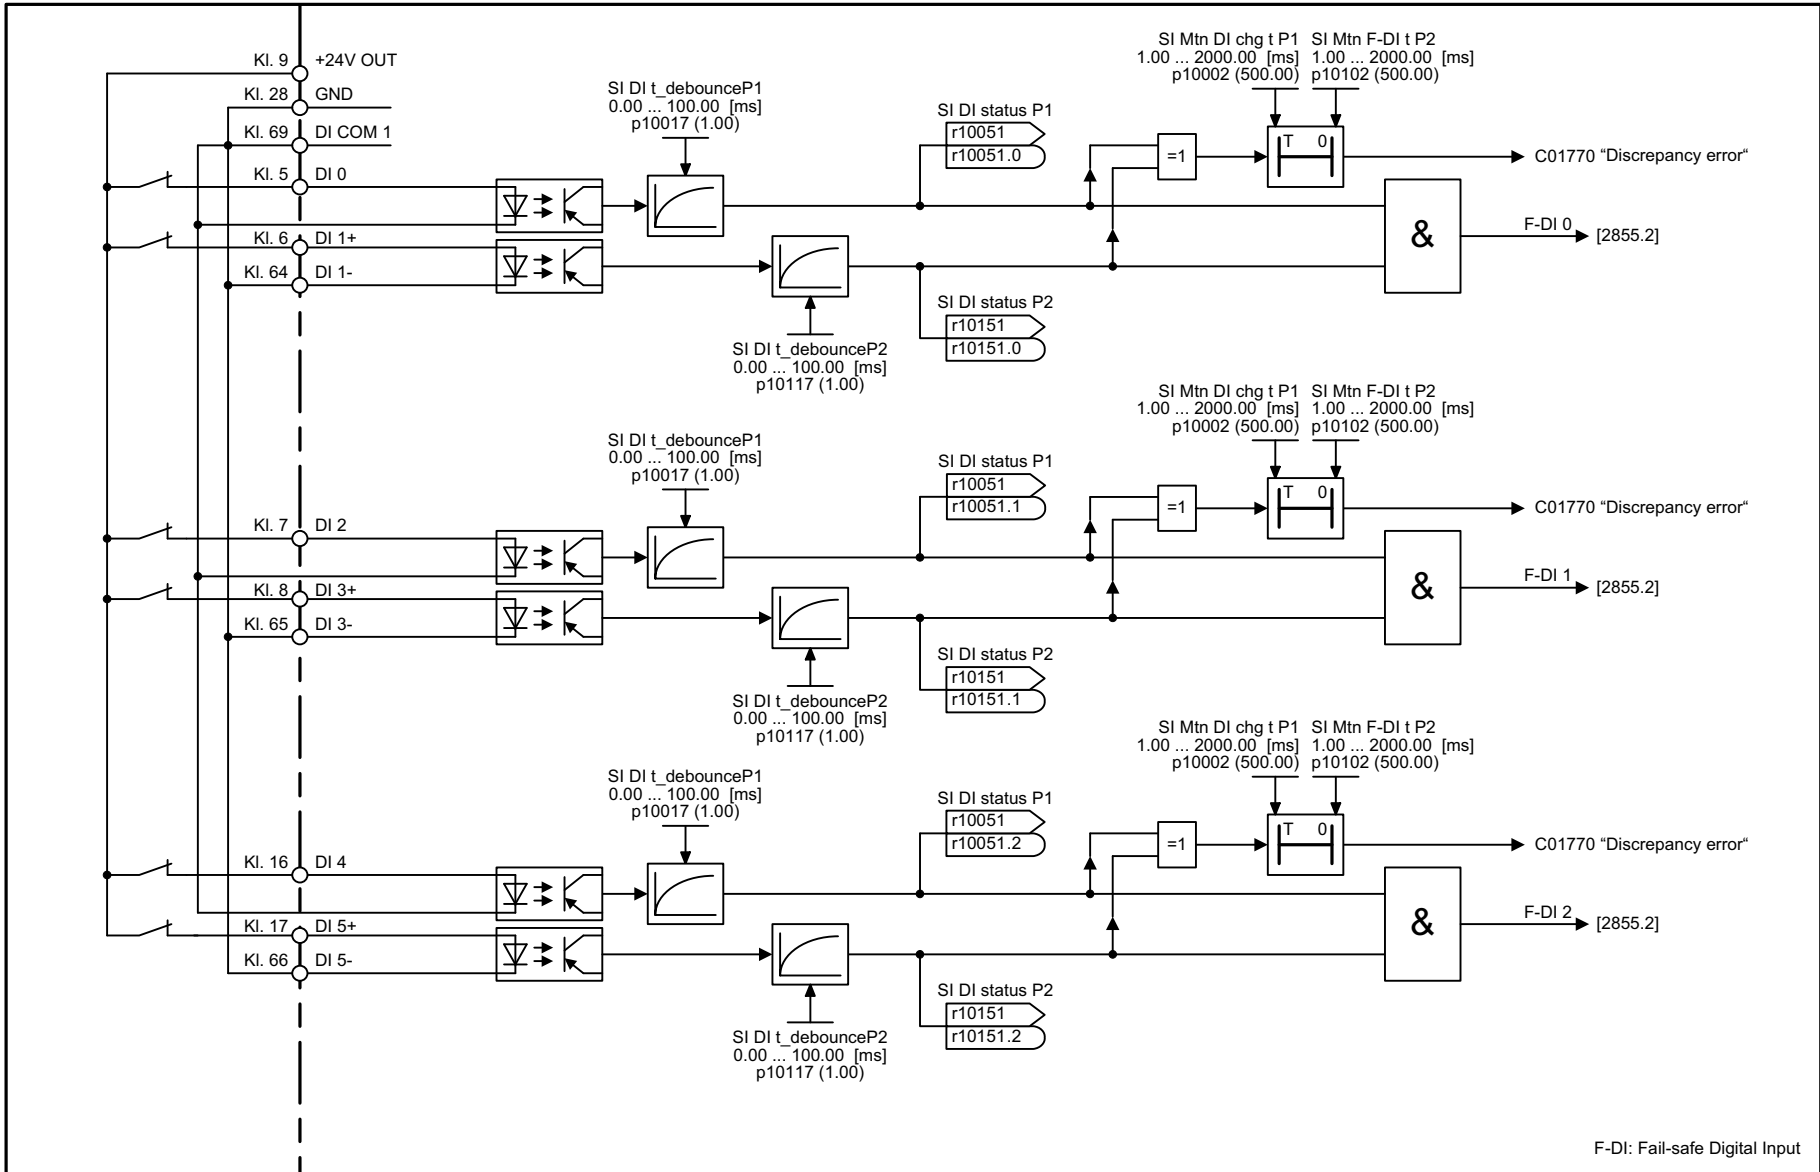 Kl. 9 +24V OUT
Kl. 28 GND
Kl. 69 DI COM 1
Kl. 5 DI 0
Kl. 6 DI 1+
Kl. 64 DI 1-
SI DI t_debounceP1
0.00 ... 100.00 [ms]
p10017 (1.00)
SI DI t_debounceP2
0.00 ... 100.00 [ms]
p10117 (1.00)
SI DI status P1
r10051
r10051.0
SI DI status P2
r10151
r10151.0
SI Mtn DI chg t P1
1.00 ... 2000.00 [ms]
p10002 (500.00)
SI Mtn F-DI t P2
1.00 ... 2000.00 [ms]
p10102 (500.00)
=1
T 0
C01770 “Discrepancy error“
&
F-DI 0
[2855.2]
Kl. 7 DI 2
Kl. 8 DI 3+
Kl. 65 DI 3-
SI DI t_debounceP1
0.00 ... 100.00 [ms]
p10017 (1.00)
SI DI t_debounceP2
0.00 ... 100.00 [ms]
p10117 (1.00)
SI DI status P1
r10051
r10051.1
SI DI status P2
r10151
r10151.1
SI Mtn DI chg t P1
1.00 ... 2000.00 [ms]
p10002 (500.00)
SI Mtn F-DI t P2
1.00 ... 2000.00 [ms]
p10102 (500.00)
=1
T 0
C01770 “Discrepancy error“
&
F-DI 1
[2855.2]
Kl. 16 DI 4
Kl. 17 DI 5+
Kl. 66 DI 5-
SI DI t_debounceP1
0.00 ... 100.00 [ms]
p10017 (1.00)
SI DI t_debounceP2
0.00 ... 100.00 [ms]
p10117 (1.00)
SI DI status P1
r10051
r10051.2
SI DI status P2
r10151
r10151.2
SI Mtn DI chg t P1
1.00 ... 2000.00 [ms]
p10002 (500.00)
SI Mtn F-DI t P2
1.00 ... 2000.00 [ms]
p10102 (500.00)
=1
T 0
C01770 “Discrepancy error“
&
F-DI 2
[2855.2]
F-DI: Fail-safe Digital Input